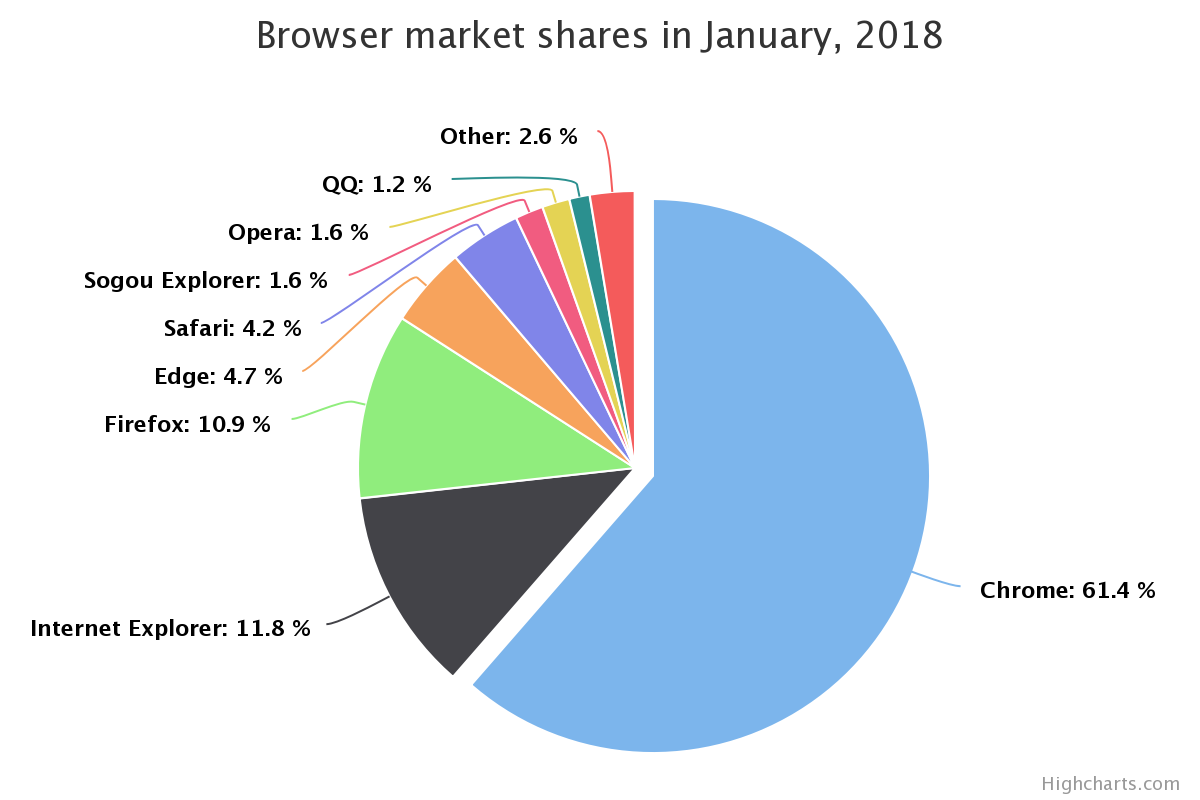 Browser market shares in January, 2018
Other: 2.6 %
QQ: 1.2 %
Opera: 1.6 %
Sogou Explorer: 1.6 %
Safari: 4.2 %
Edge: 4.7 %
Firefox: 10.9 %
Chrome: 61.4 %
Internet Explorer: 11.8 %
Highcharts.com